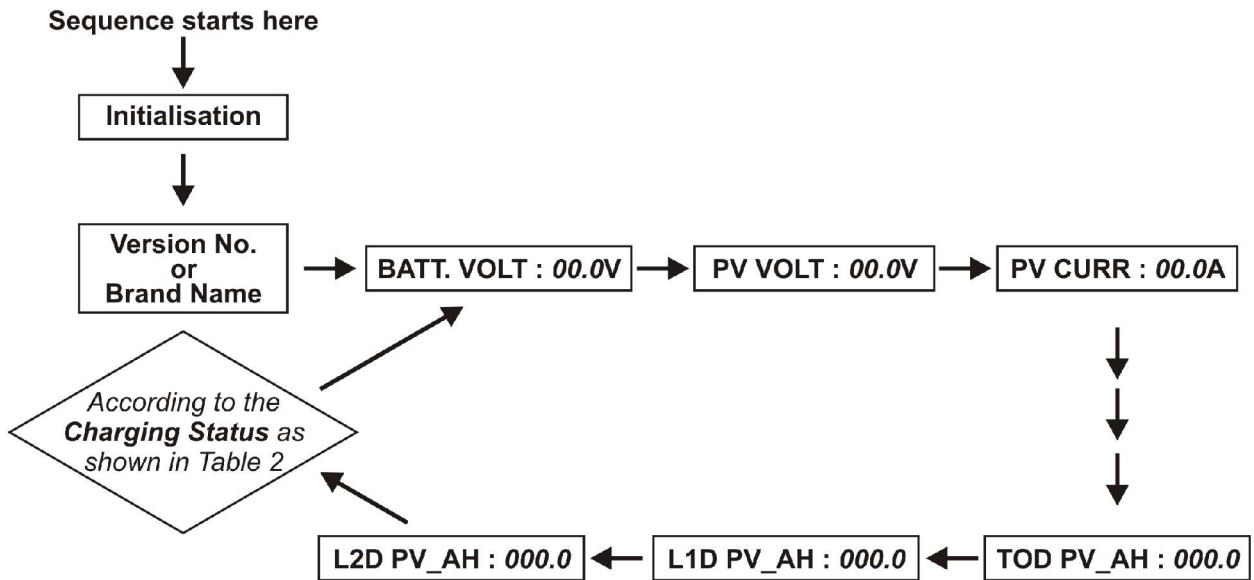 Sequence starts here
Initialisation
Version No.
or
Brand Name
BATT. VOLT : 00.0V
PV VOLT : 00.0V
PV CURR : 00.0A
TOD PV_AH : 000.0
L1D PV_AH : 000.0
L2D PV_AH : 000.0
According to the
Charging Status as
shown in Table 2